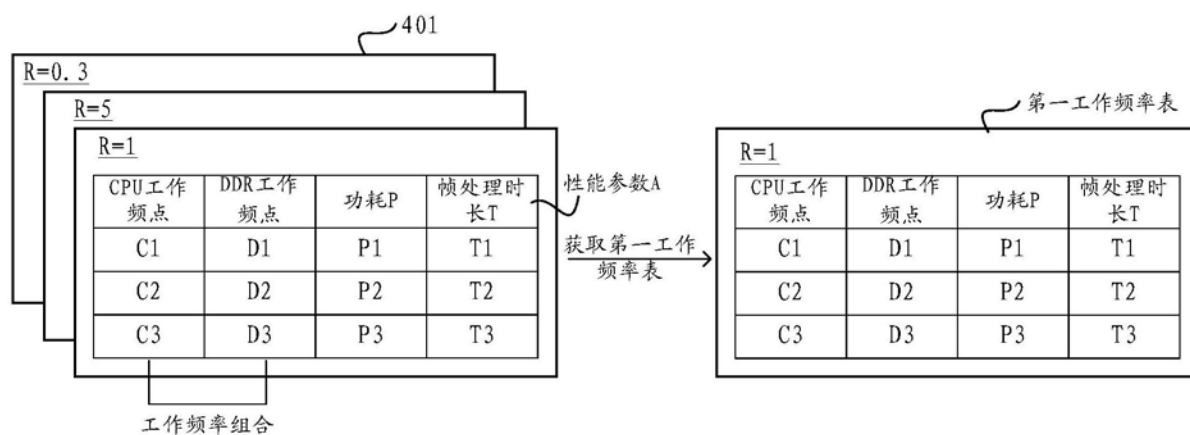 401
R=0.3
R=5
R=1
CPU工作频点 DDR工作频点 功耗P 帧处理时长T
C1 D1 P1 T1
C2 D2 P2 T2
C3 D3 P3 T3
工作频率组合
性能参数A
获取第一工作
频率表
第一工作频率表
R=1
CPU工作频点 DDR工作频点 功耗P 帧处理时长T
C1 D1 P1 T1
C2 D2 P2 T2
C3 D3 P3 T3